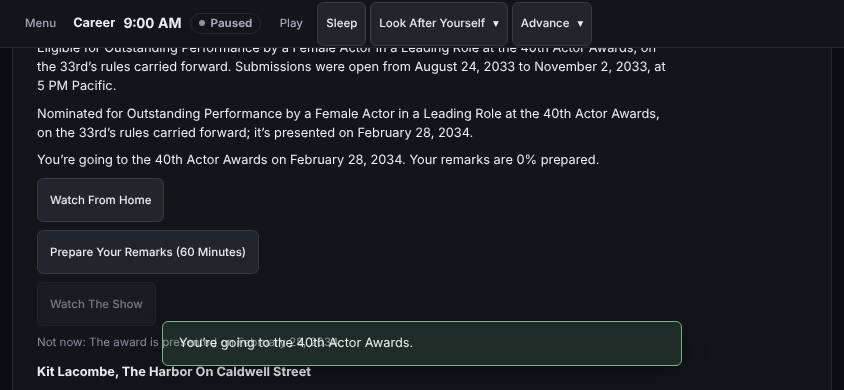 Menu Career 9:00 AM Paused Play Sleep Look After Yourself ▾ Advance ▾
Eligible for Outstanding Performance by a Female Actor in a Leading Role at the 40th Actor Awards, on
the 33rd's rules carried forward. Submissions were open from August 24, 2033 to November 2, 2033, at
5 PM Pacific.
Nominated for Outstanding Performance by a Female Actor in a Leading Role at the 40th Actor Awards,
on the 33rd's rules carried forward; it's presented on February 28, 2034.
You're going to the 40th Actor Awards on February 28, 2034. Your remarks are 0% prepared.
Watch From Home
Prepare Your Remarks (60 Minutes)
Watch The Show
Not now: The award is
You're going to the 40th Actor Awards.
Kit Lacombe, The Harbor On Caldwell Street